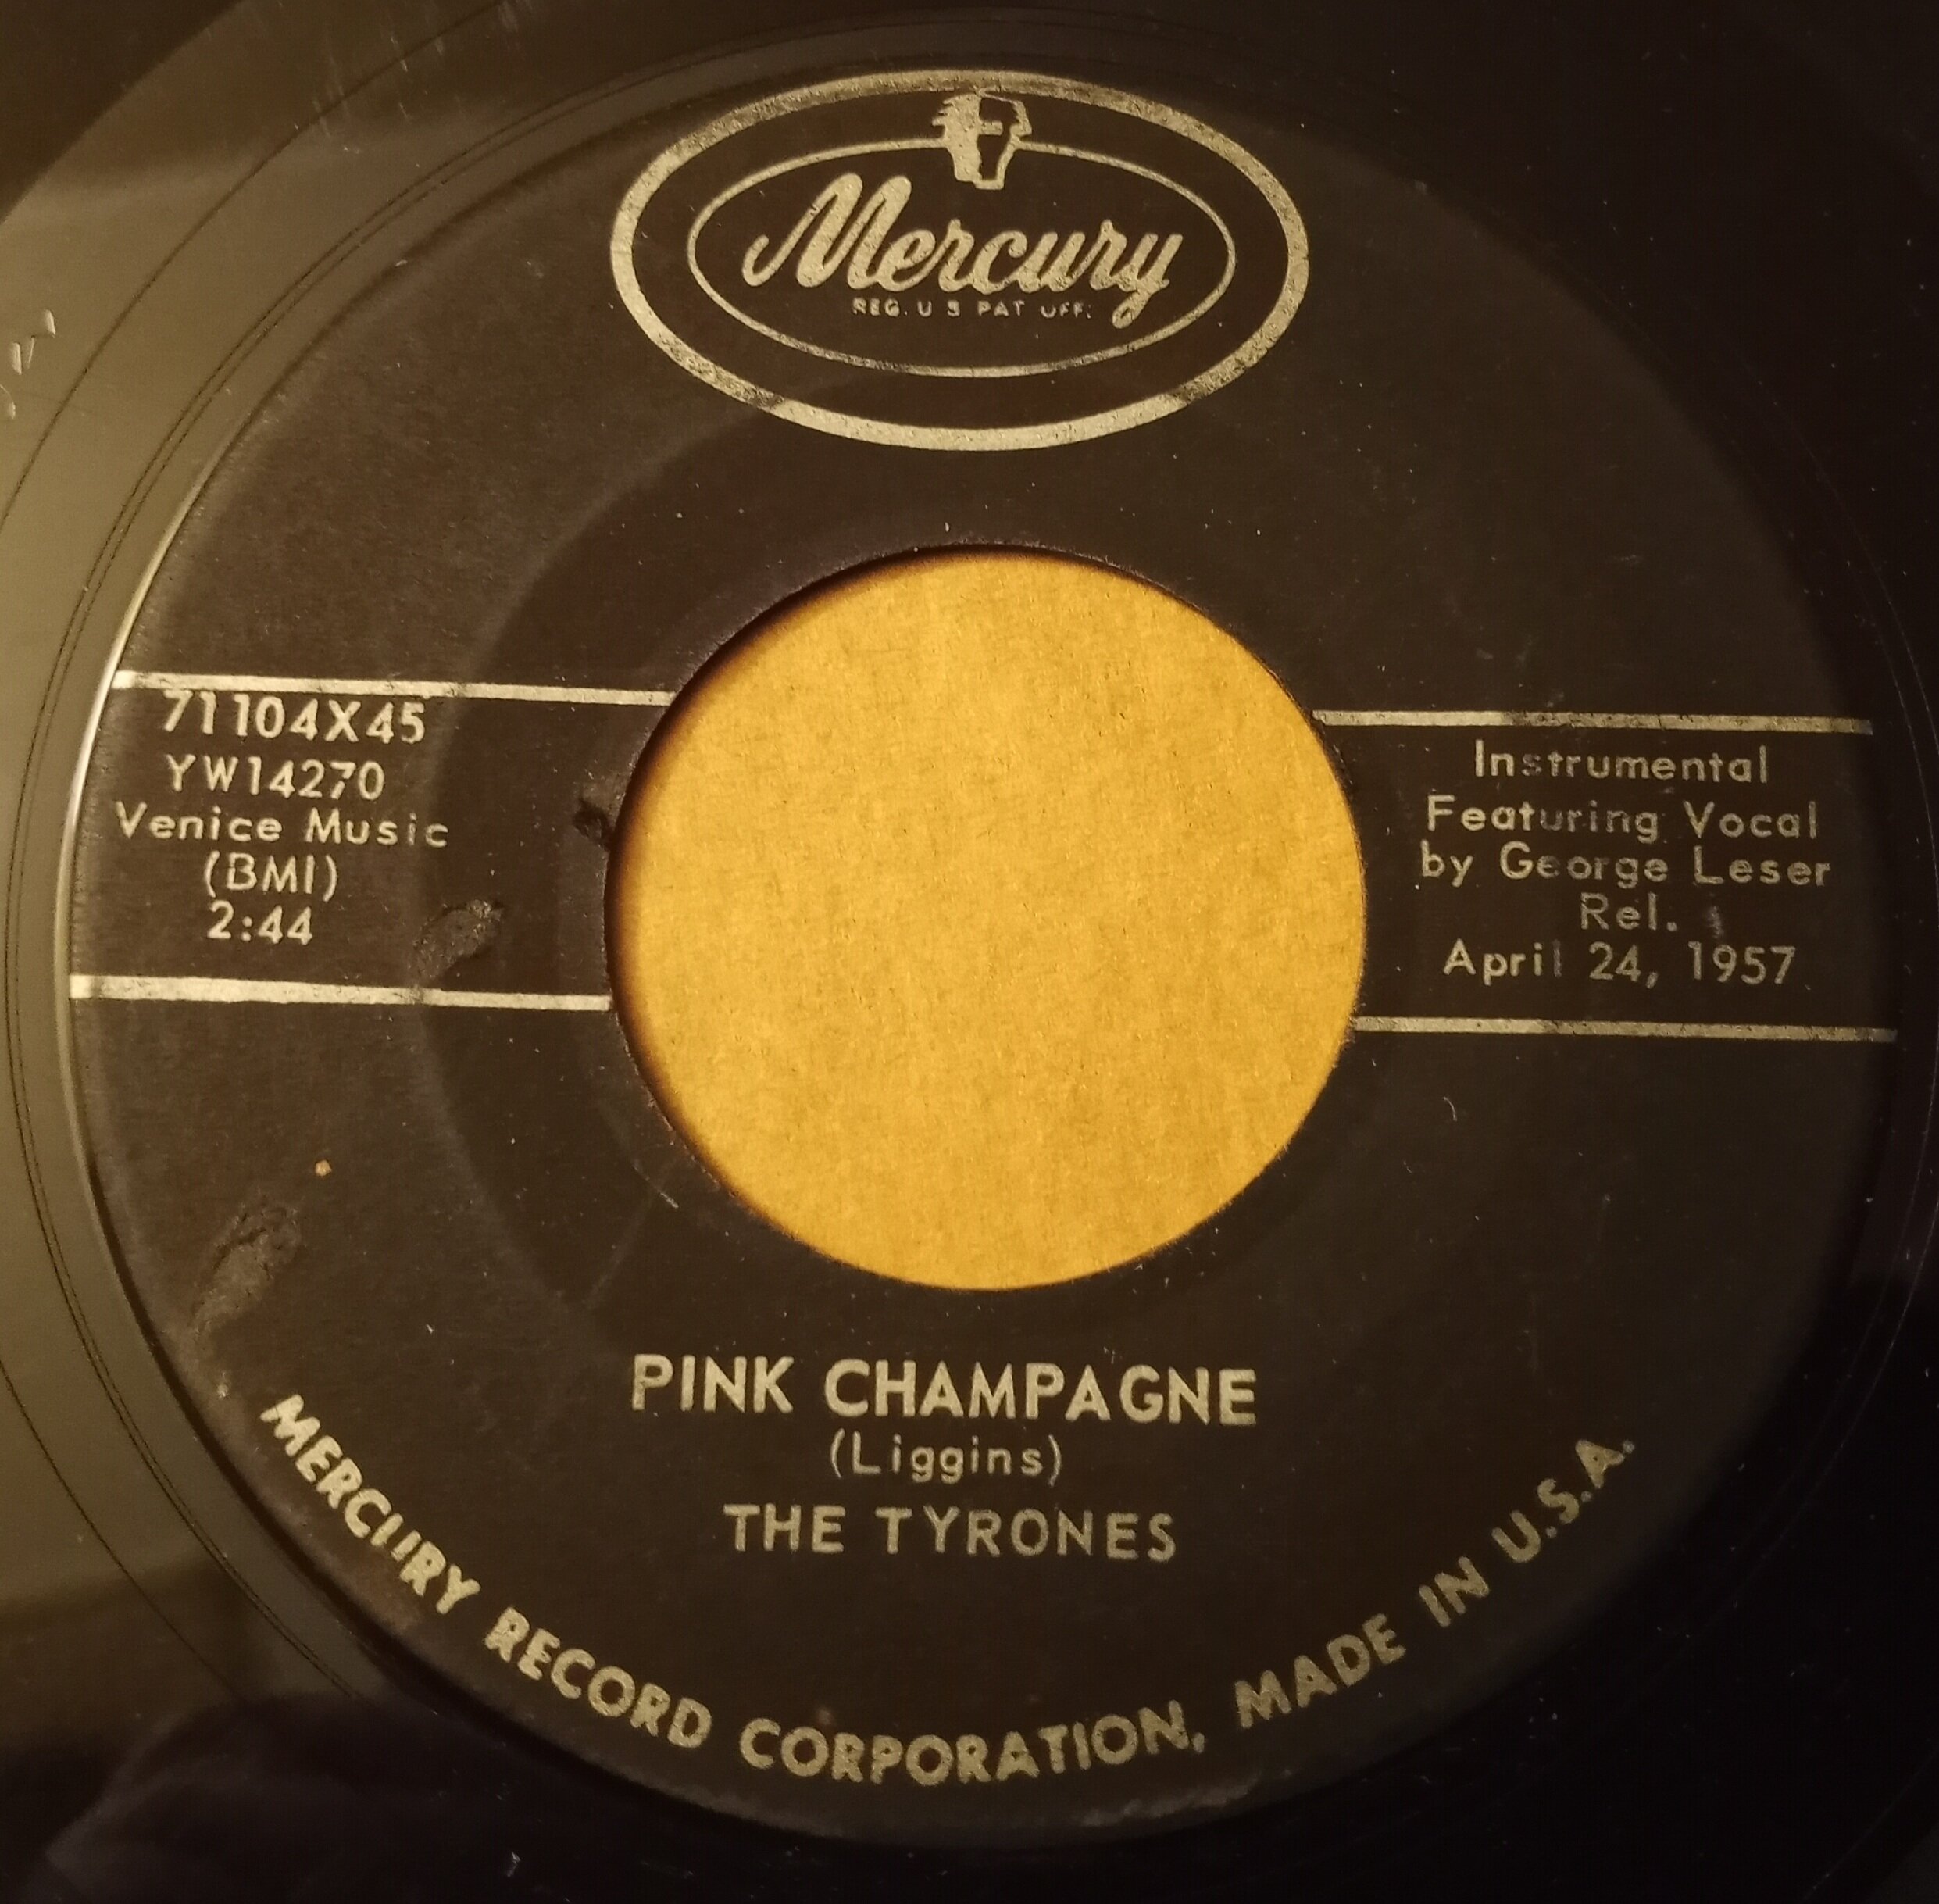 Mercury
REG. U S PAT OFF.
71104X45
YW14270
Venice Music
(BMI)
2:44
Instrumental
Featuring Vocal
by George Leser
Rel.
April 24, 1957
PINK CHAMPAGNE
(Liggins)
THE TYRONES
MERCURY RECORD CORPORATION, MADE IN U.S.A.